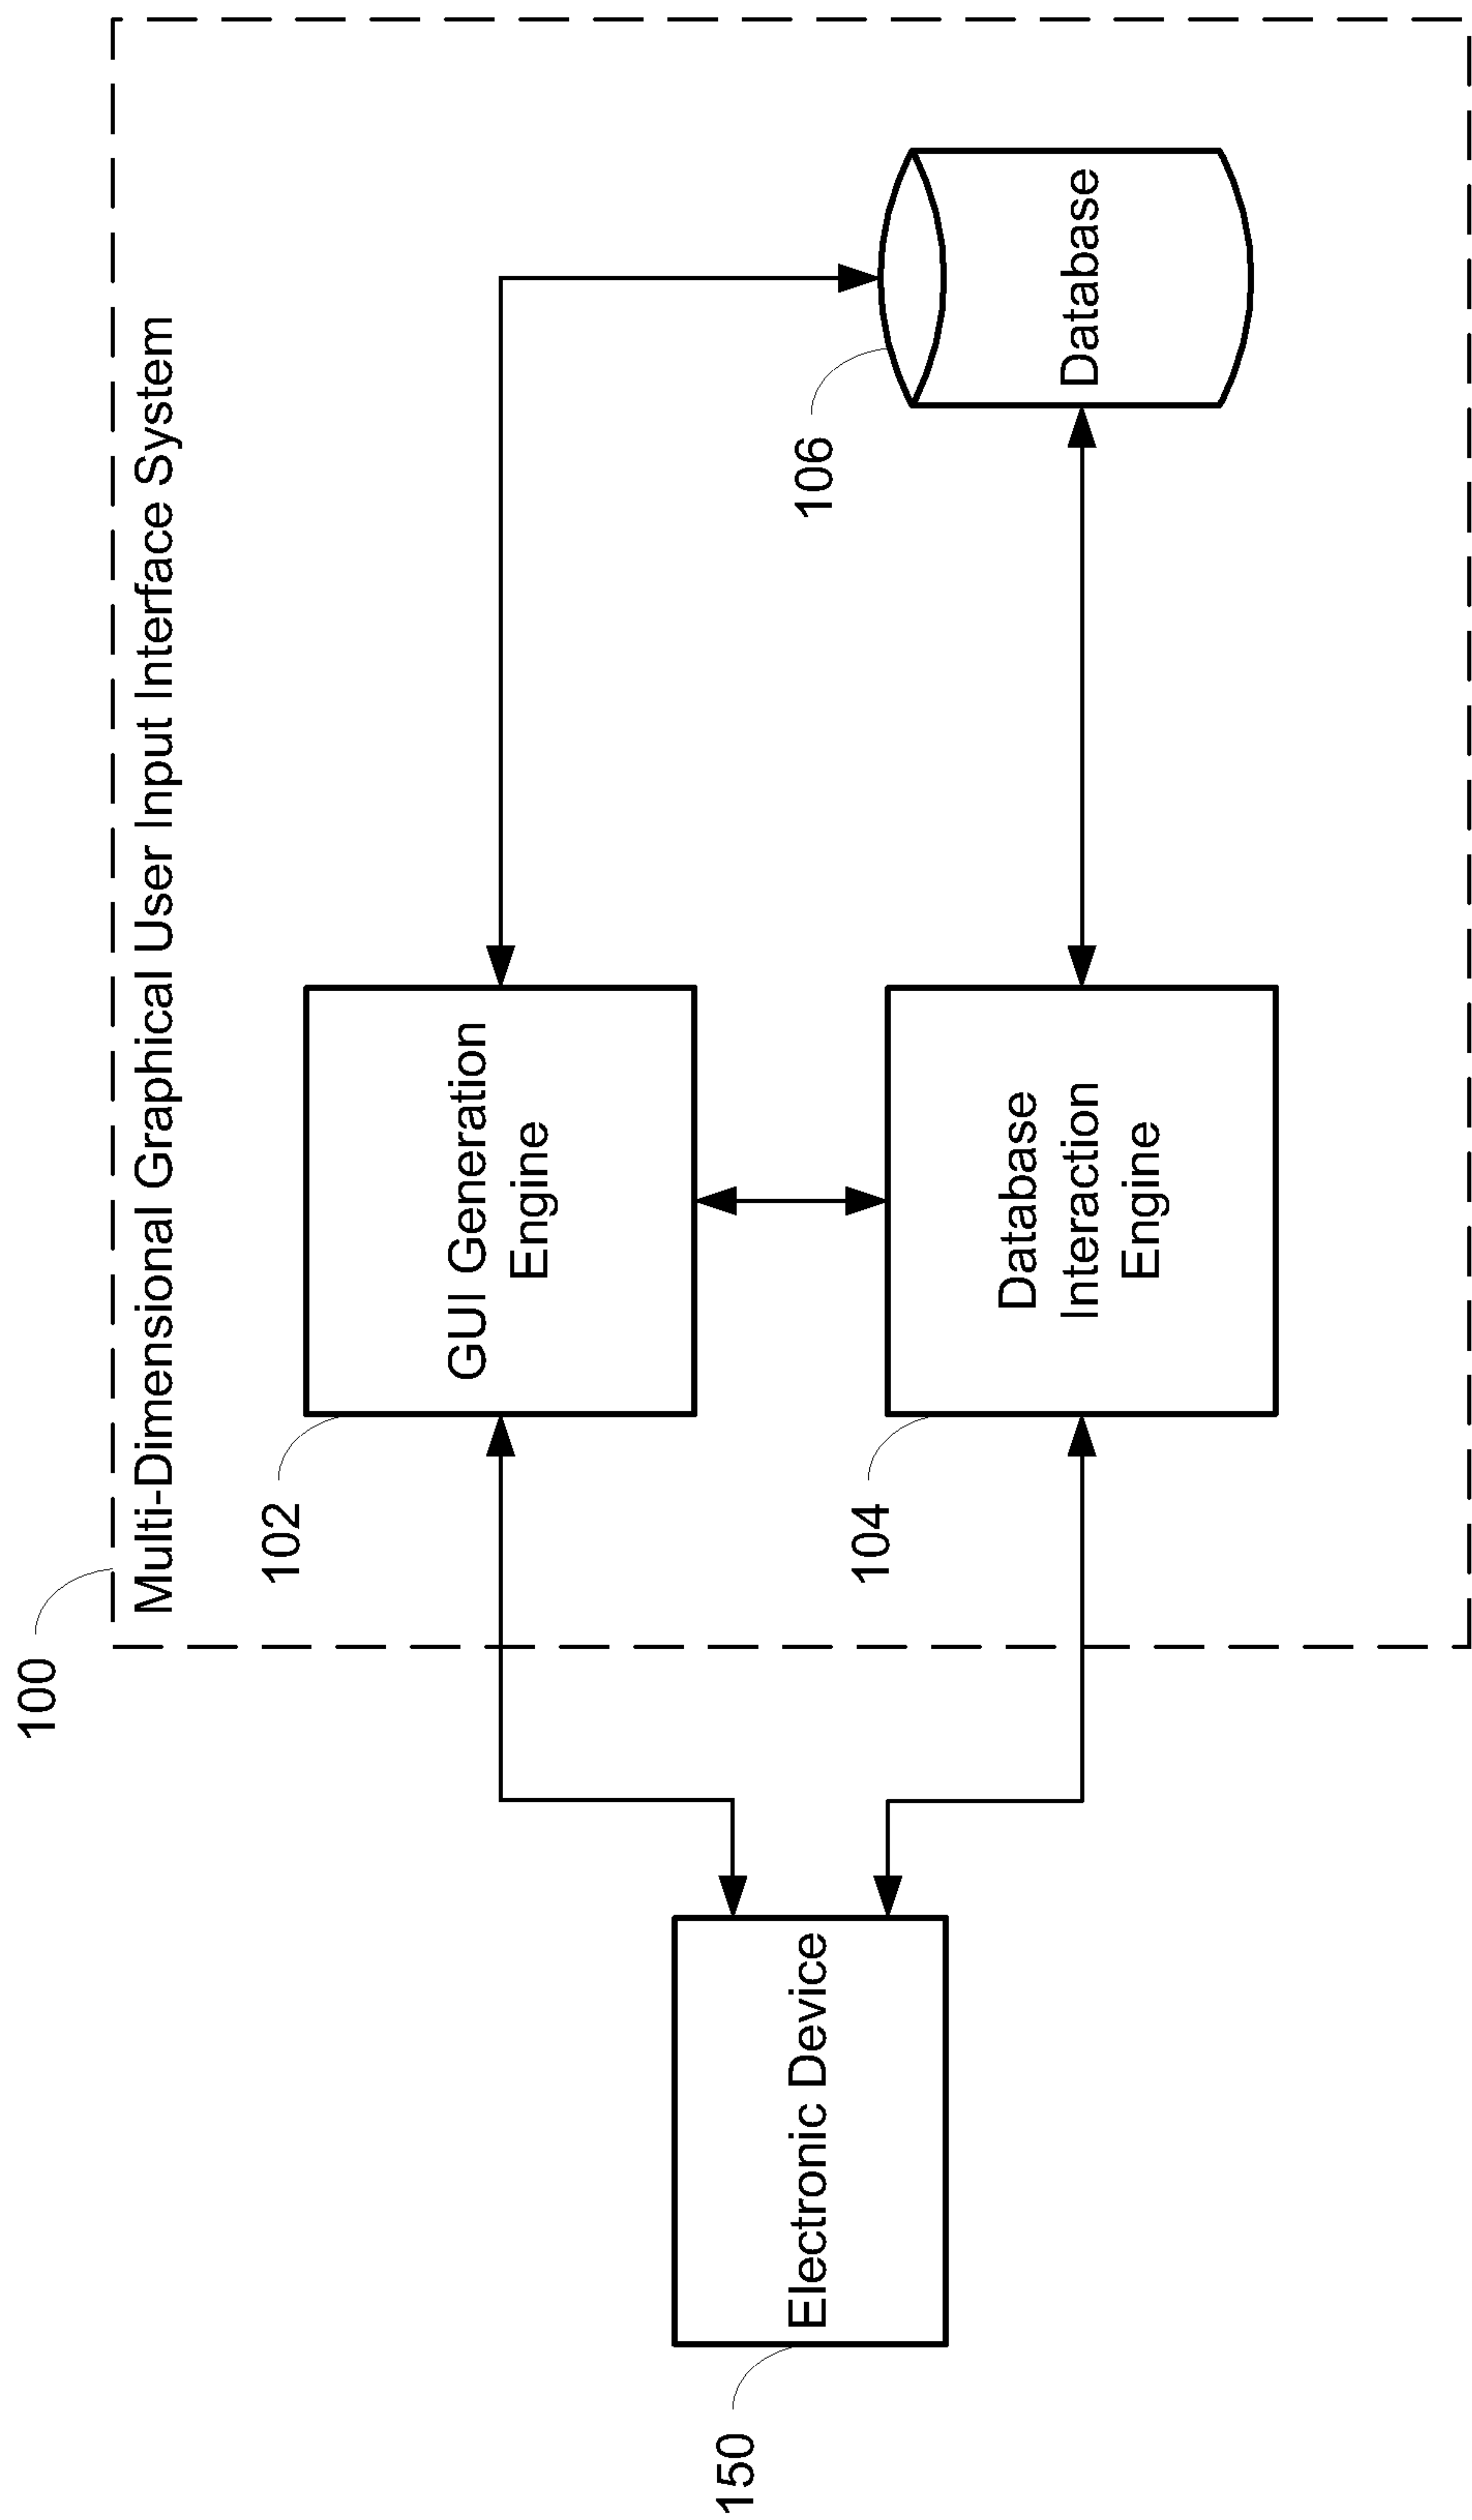 100
Multi-Dimensional Graphical User Input Interface System
102
GUI Generation
Engine
106
Database
150
Electronic Device
104
Database
Interaction
Engine